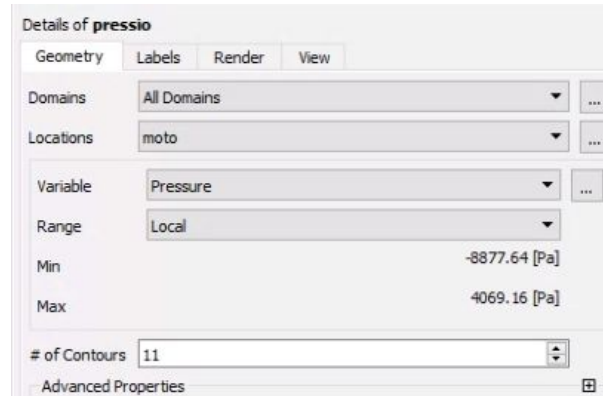 Details of pressio
Geometry Labels Render View
Domains All Domains ...
Locations moto ...
Variable Pressure ...
Range Local
Min -8877.64 [Pa]
Max 4069.16 [Pa]
# of Contours 11
Advanced Properties